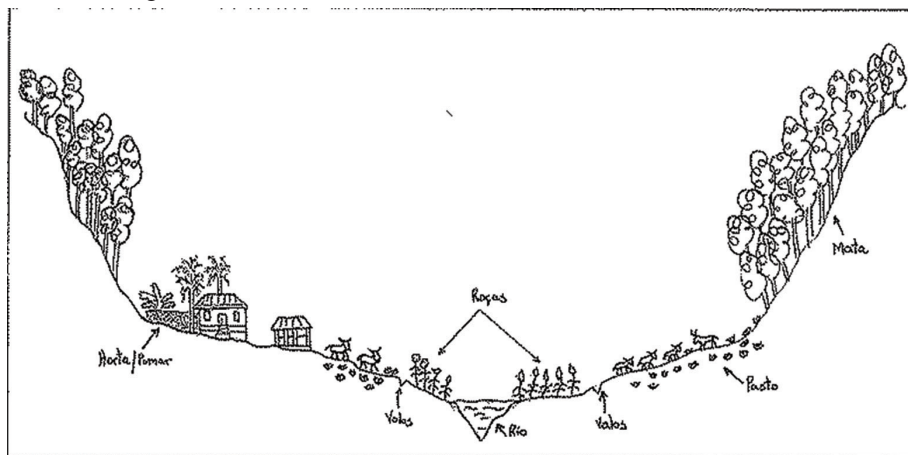 Mata
Roças
Horta/Pomar
Valos
Rio
Valos
Pasto